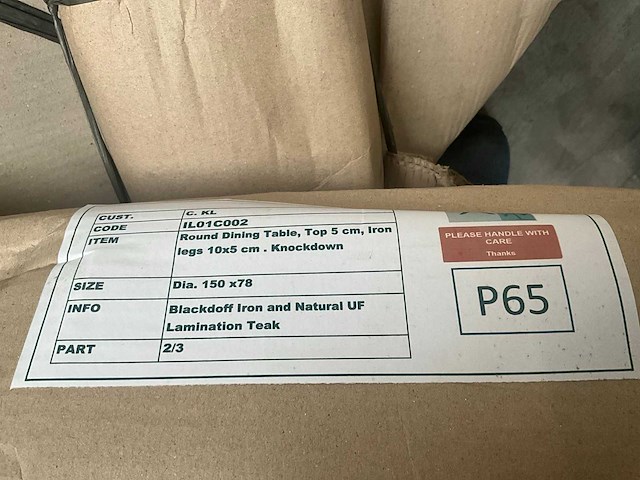 CUST. C. KL
CODE IL01C002
ITEM Round Dining Table, Top 5 cm, Iron
legs 10x5 cm . Knockdown
SIZE Dia. 150 x78
INFO Blackdoff Iron and Natural UF
Lamination Teak
PART 2/3
PLEASE HANDLE WITH
CARE
Thanks
P65